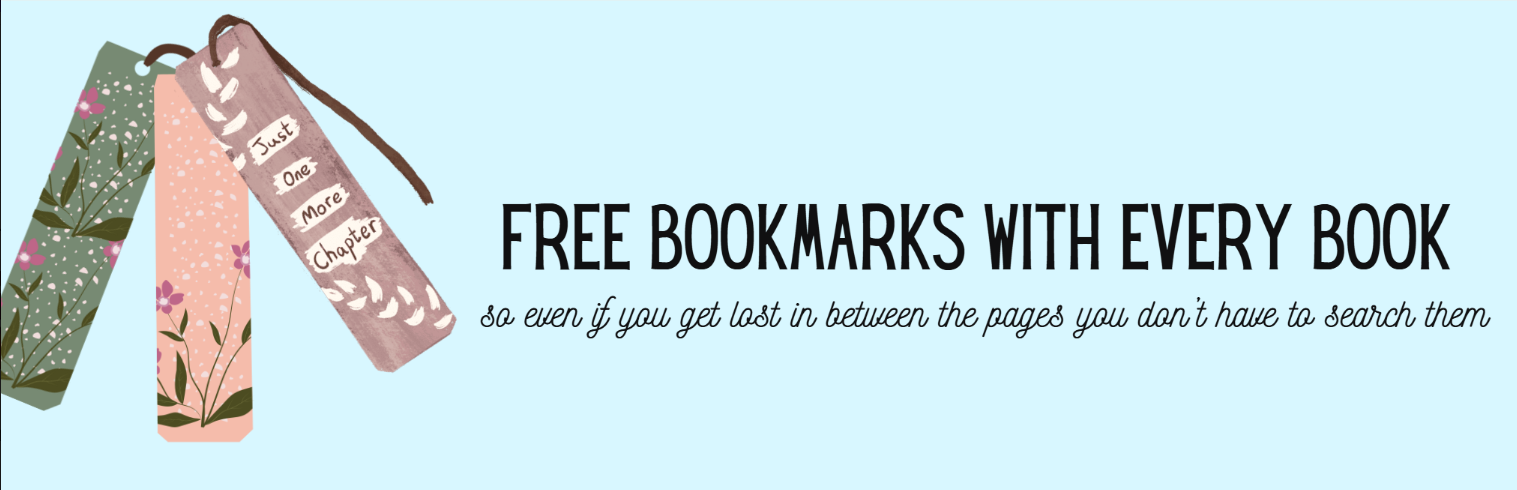 Just
One
More
Chapter
FREE BOOKMARKS WITH EVERY BOOK
so even if you get lost in between the pages you don't have to search them